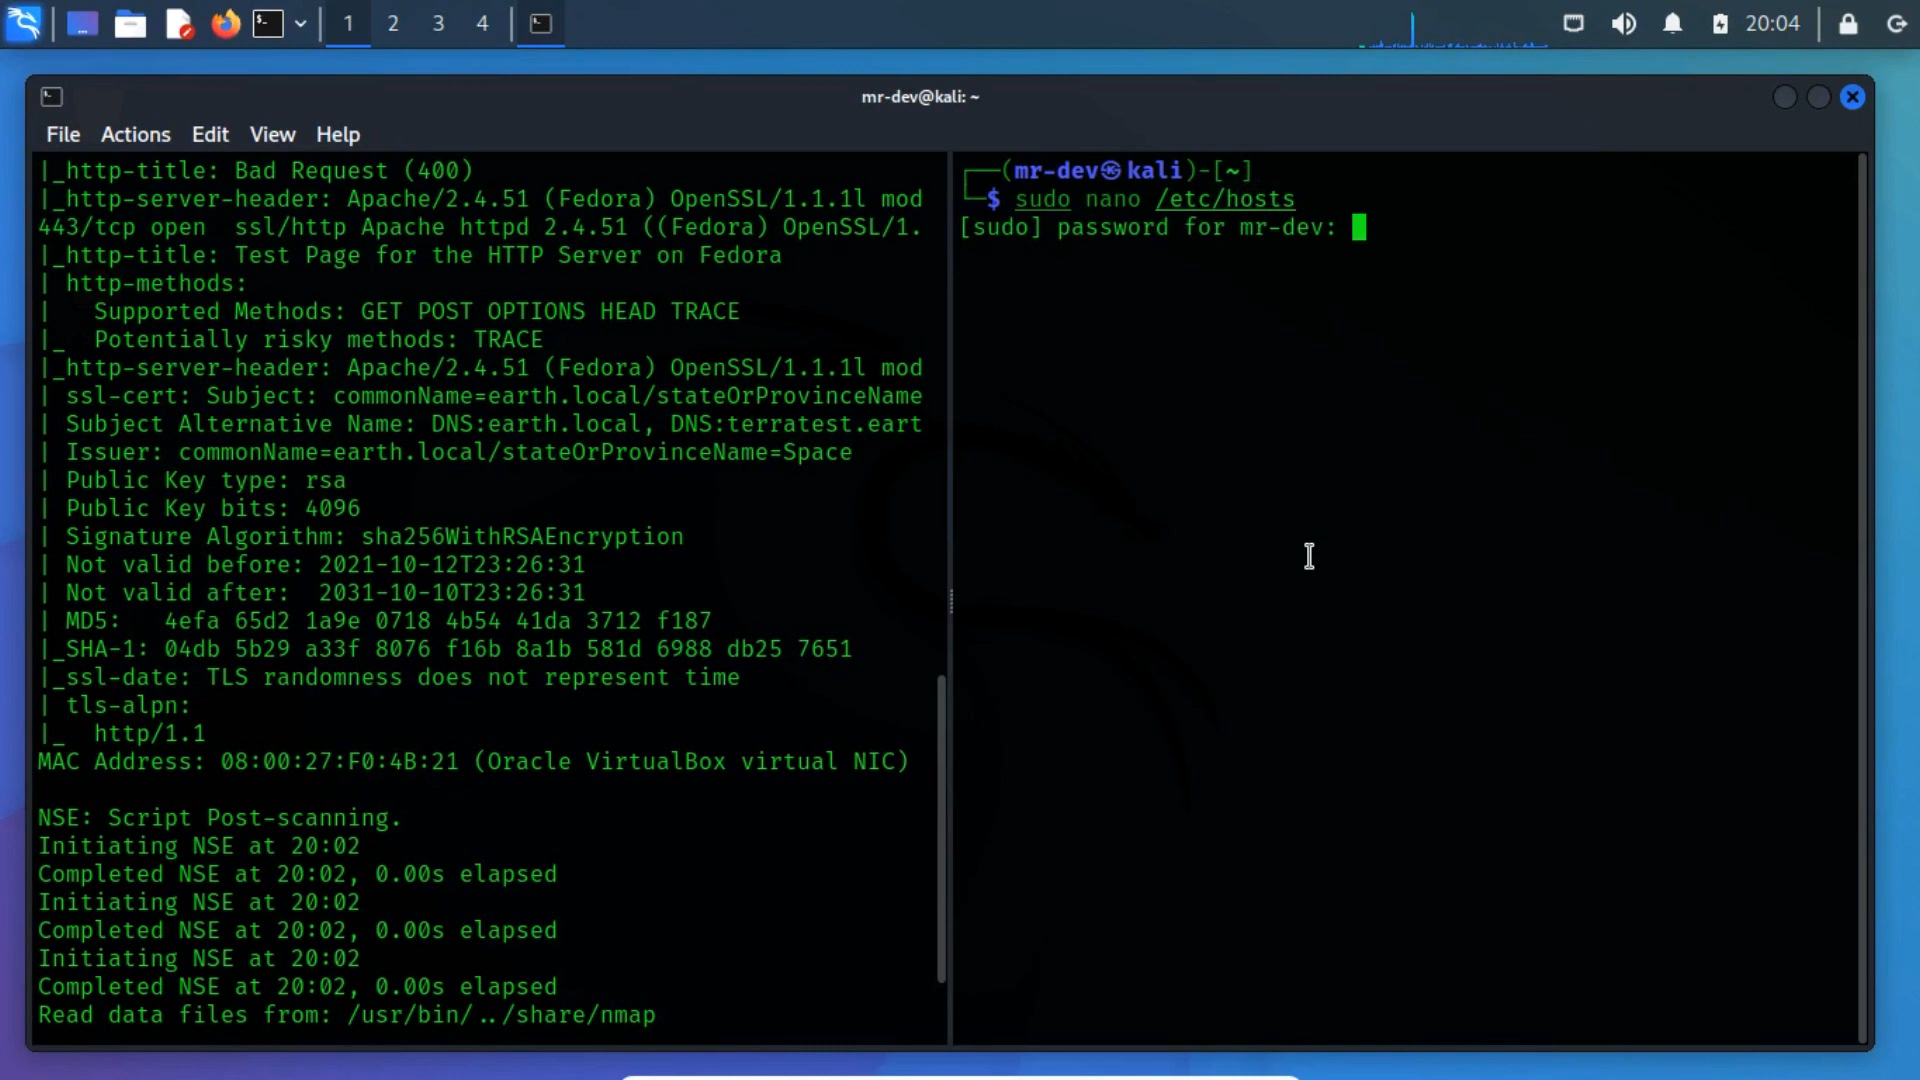 1 2 3 4
20:04
mr-dev@kali: ~
File Actions Edit View Help
|_http-title: Bad Request (400)
|_http-server-header: Apache/2.4.51 (Fedora) OpenSSL/1.1.1l mod
443/tcp open  ssl/http Apache httpd 2.4.51 ((Fedora) OpenSSL/1.
|_http-title: Test Page for the HTTP Server on Fedora
| http-methods:
|   Supported Methods: GET POST OPTIONS HEAD TRACE
|_  Potentially risky methods: TRACE
|_http-server-header: Apache/2.4.51 (Fedora) OpenSSL/1.1.1l mod
| ssl-cert: Subject: commonName=earth.local/stateOrProvinceName
| Subject Alternative Name: DNS:earth.local, DNS:terratest.eart
| Issuer: commonName=earth.local/stateOrProvinceName=Space
| Public Key type: rsa
| Public Key bits: 4096
| Signature Algorithm: sha256WithRSAEncryption
| Not valid before: 2021-10-12T23:26:31
| Not valid after:  2031-10-10T23:26:31
| MD5:   4efa 65d2 1a9e 0718 4b54 41da 3712 f187
|_SHA-1: 04db 5b29 a33f 8076 f16b 8a1b 581d 6988 db25 7651
|_ssl-date: TLS randomness does not represent time
| tls-alpn:
|_  http/1.1
MAC Address: 08:00:27:F0:4B:21 (Oracle VirtualBox virtual NIC)
NSE: Script Post-scanning.
Initiating NSE at 20:02
Completed NSE at 20:02, 0.00s elapsed
Initiating NSE at 20:02
Completed NSE at 20:02, 0.00s elapsed
Initiating NSE at 20:02
Completed NSE at 20:02, 0.00s elapsed
Read data files from: /usr/bin/../share/nmap
┌──(mr-dev㉿kali)-[~]
└─$ sudo nano /etc/hosts
[sudo] password for mr-dev: